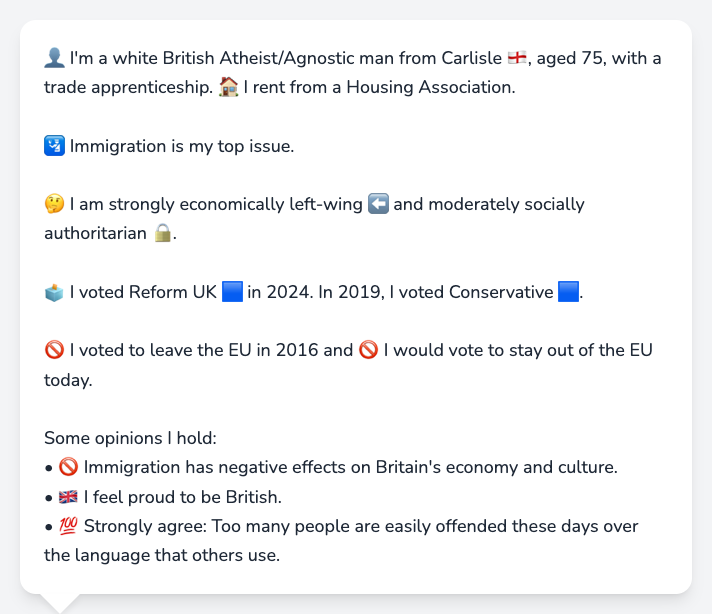 👤 I'm a white British Atheist/Agnostic man from Carlisle 🏴󠁧󠁢󠁥󠁮󠁧󠁿, aged 75, with a
trade apprenticeship. 🏠 I rent from a Housing Association.
🛂 Immigration is my top issue.
🤔 I am strongly economically left-wing ⬅️ and moderately socially
authoritarian 🔒.
🗳️ I voted Reform UK 🟦 in 2024. In 2019, I voted Conservative 🟦.
🚫 I voted to leave the EU in 2016 and 🚫 I would vote to stay out of the EU
today.
Some opinions I hold:
• 🚫 Immigration has negative effects on Britain's economy and culture.
• 🇬🇧 I feel proud to be British.
• 💯 Strongly agree: Too many people are easily offended these days over
the language that others use.